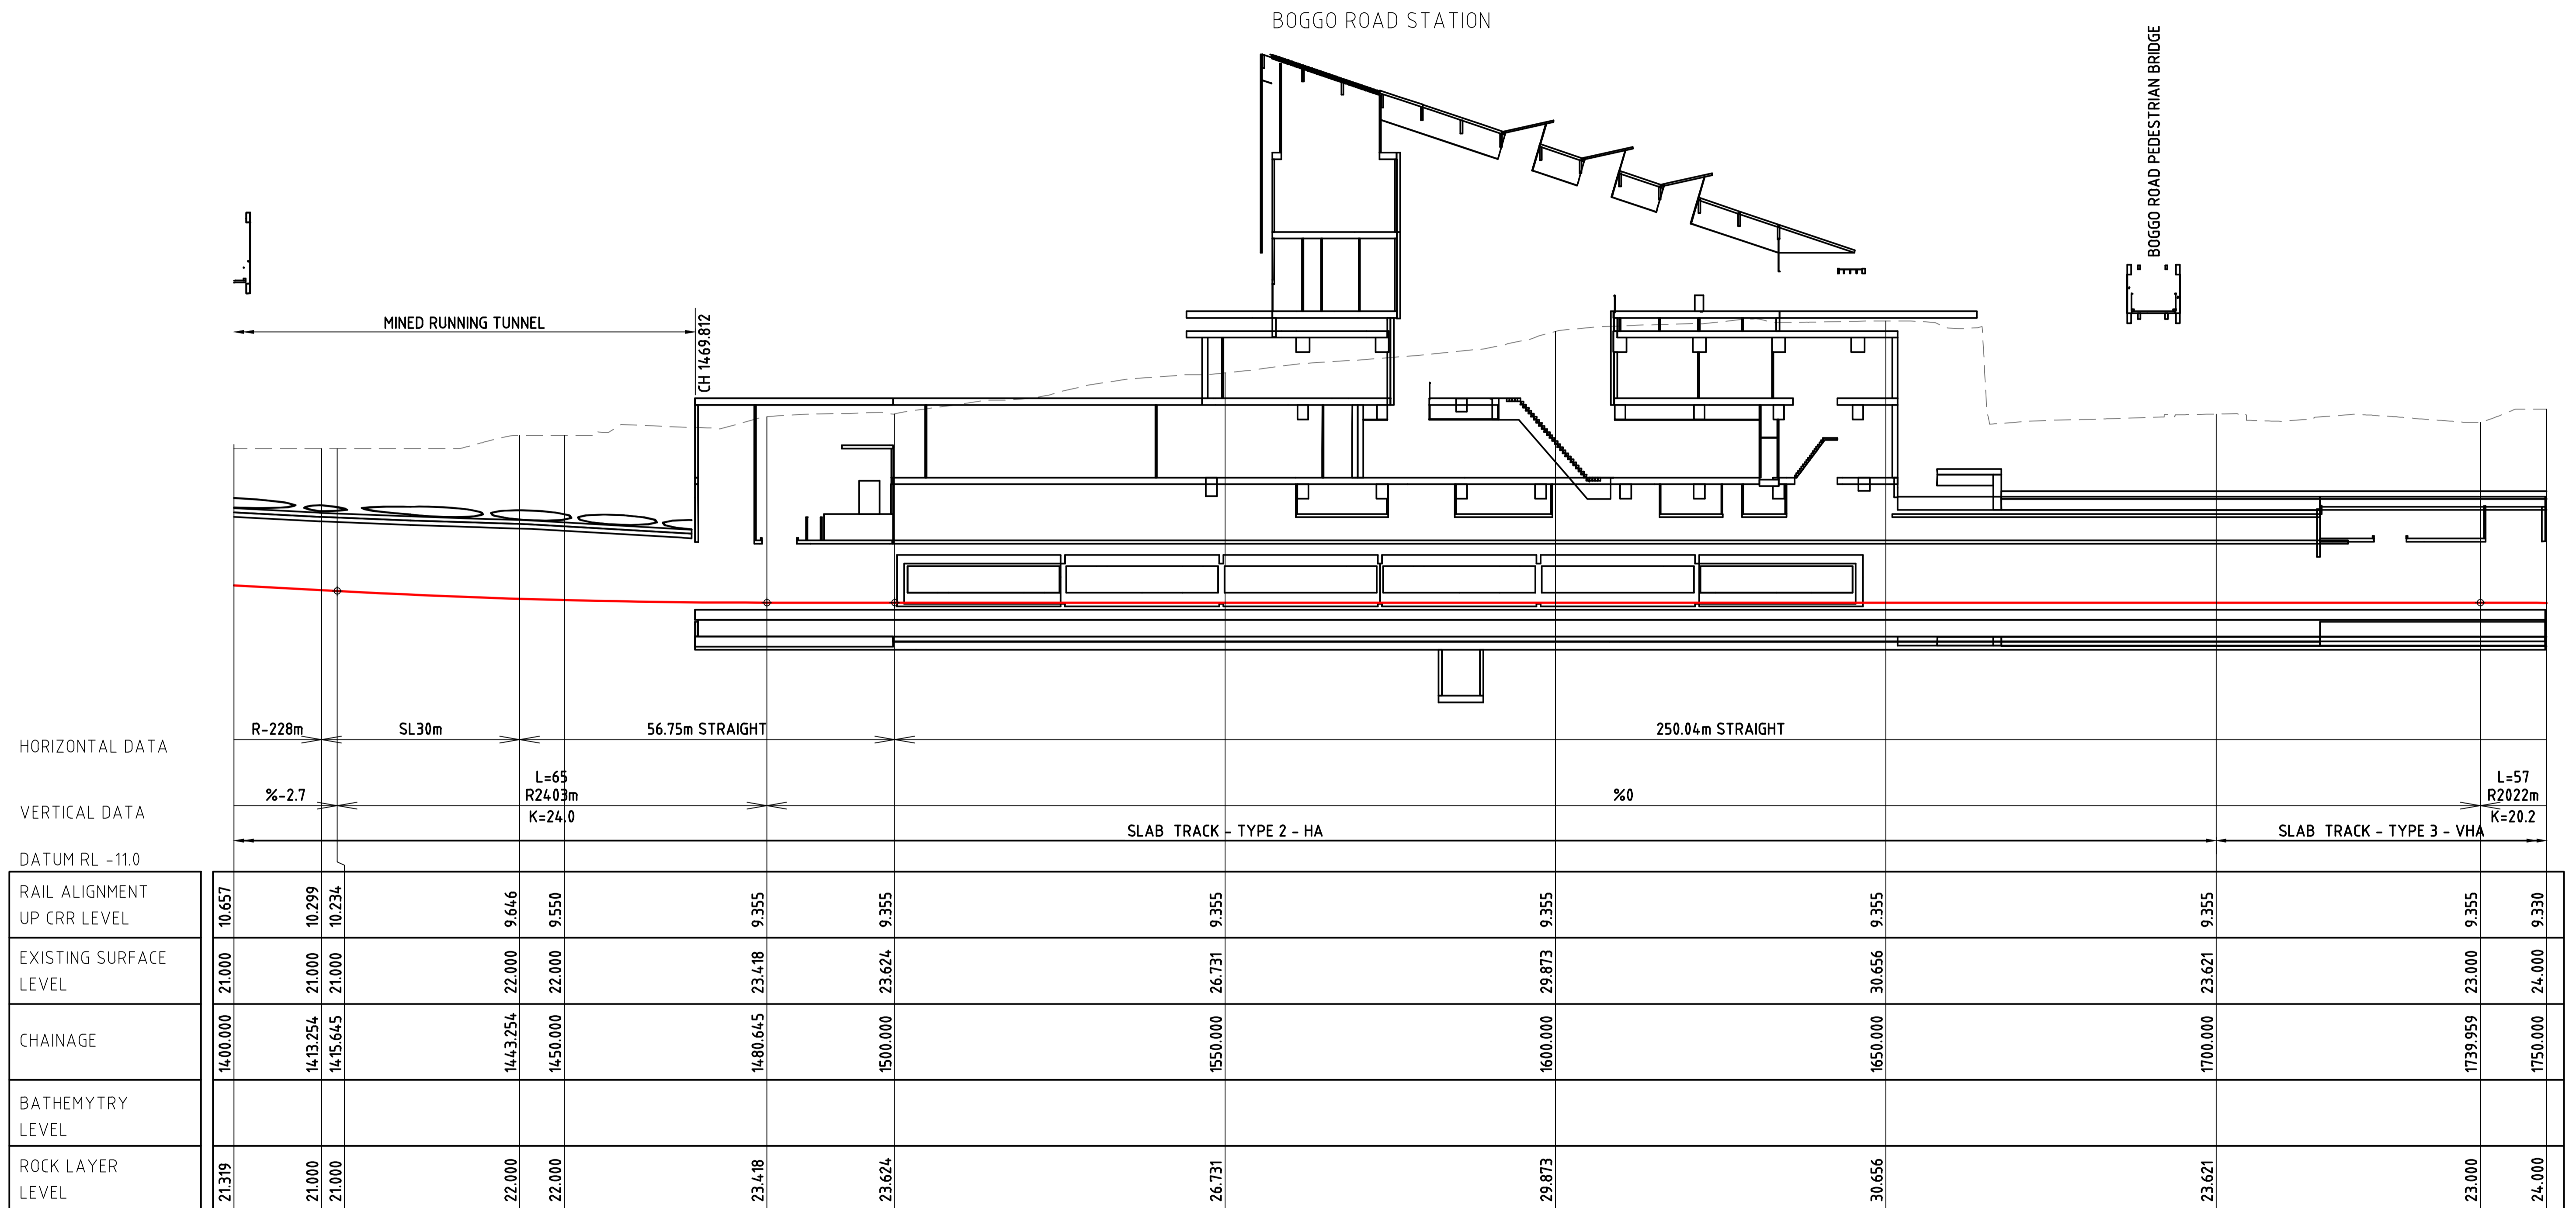 BOGGO ROAD STATION
BOGGO ROAD PEDESTRIAN BRIDGE
MINED RUNNING TUNNEL
CH 1469.812
HORIZONTAL DATA
R-228m
SL30m
56.75m STRAIGHT
250.04m STRAIGHT
VERTICAL DATA
%-2.7
L=65
R2403m
K=24.0
%0
L=57
R2022m
K=20.2
SLAB TRACK - TYPE 2 - HA
SLAB TRACK - TYPE 3 - VHA
DATUM RL -11.0
RAIL ALIGNMENT
UP CRR LEVEL
10.657
10.299
10.234
9.646
9.550
9.355
9.355
9.355
9.355
9.355
9.355
9.355
9.330
EXISTING SURFACE
LEVEL
21.000
21.000
21.000
22.000
22.000
23.418
23.624
26.731
29.873
30.656
23.621
23.000
24.000
CHAINAGE
1400.000
1413.254
1415.645
1443.254
1450.000
1480.645
1500.000
1550.000
1600.000
1650.000
1700.000
1739.959
1750.000
BATHEMYTRY
LEVEL
ROCK LAYER
LEVEL
21.319
21.000
21.000
22.000
22.000
23.418
23.624
26.731
29.873
30.656
23.621
23.000
24.000